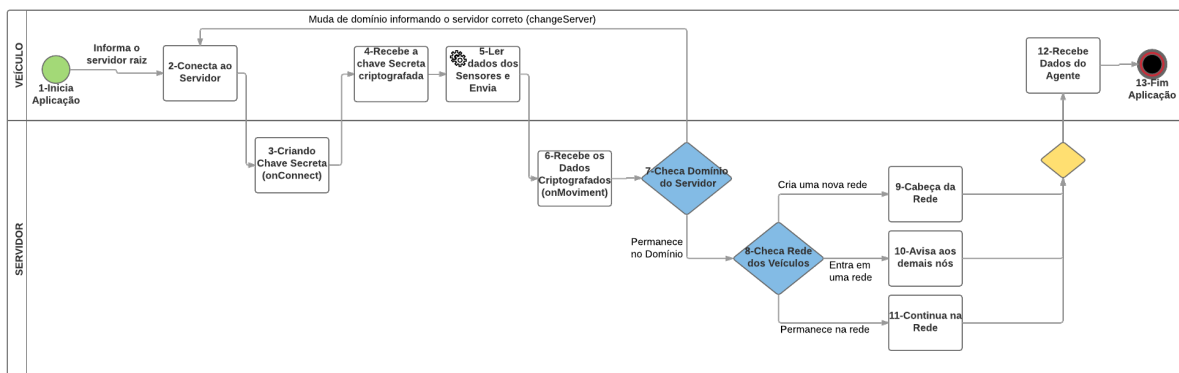 Muda de domínio informando o servidor correto (changeServer)
VEÍCULO
Informa o
servidor raiz
1-Inicia
Aplicação
2-Conecta ao
Servidor
4-Recebe a
chave Secreta
criptografada
5-Ler
dados dos
Sensores e
Envia
12-Recebe
Dados do
Agente
13-Fim
Aplicação
SERVIDOR
3-Criando
Chave Secreta
(onConnect)
6-Recebe os
Dados
Criptografados
(onMoviment)
7-Checa Domínio
do Servidor
Permanece
no Domínio
8-Checa Rede
dos Veículos
Cria uma nova rede
9-Cabeça da
Rede
Entra em
uma rede
10-Avisa aos
demais nós
Permanece na rede
11-Continua na
Rede